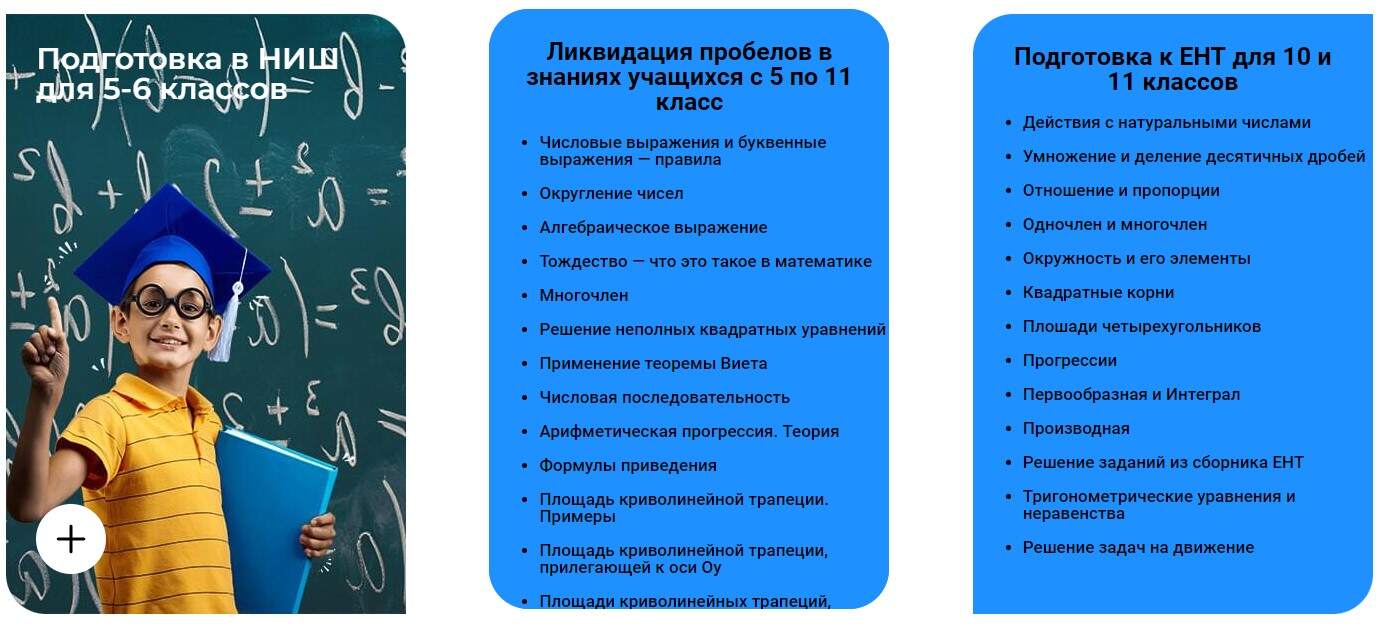 Подготовка в НИШ
для 5-6 классов
Ликвидация пробелов в
знаниях учащихся с 5 по 11
класс
• Числовые выражения и буквенные
выражения — правила
• Округление чисел
• Алгебраическое выражение
• Тождество — что это такое в математике
• Многочлен
• Решение неполных квадратных уравнений
• Применение теоремы Виета
• Числовая последовательность
• Арифметическая прогрессия. Теория
• Формулы приведения
• Площадь криволинейной трапеции.
Примеры
• Площадь криволинейной трапеции,
прилегающей к оси Оу
• Площади криволинейных трапеций,
Подготовка к ЕНТ для 10 и
11 классов
• Действия с натуральными числами
• Умножение и деление десятичных дробей
• Отношение и пропорции
• Одночлен и многочлен
• Окружность и его элементы
• Квадратные корни
• Плошади четырехугольников
• Прогрессии
• Первообразная и Интеграл
• Производная
• Решение заданий из сборника ЕНТ
• Тригонометрические уравнения и
неравенства
• Решение задач на движение